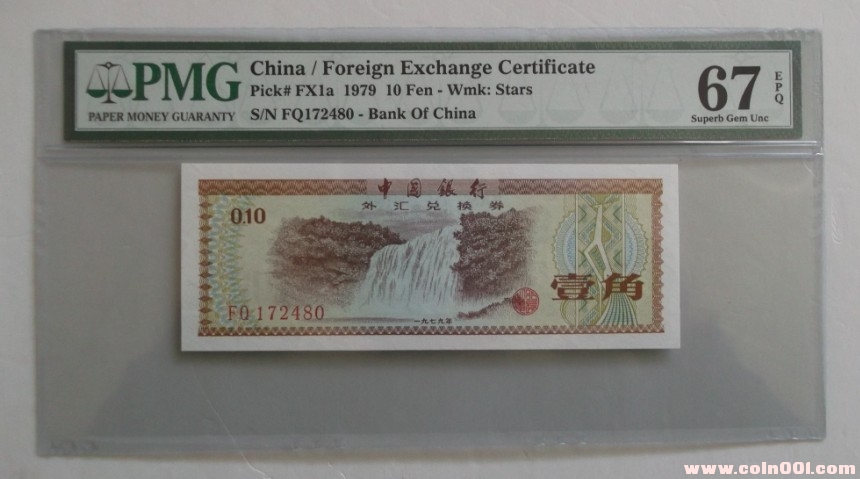 PMG
PAPER MONEY GUARANTY
China / Foreign Exchange Certificate
Pick# FX1a 1979 10 Fen - Wmk: Stars
S/N FQ172480 - Bank Of China
67 EPQ
Superb Gem Unc
中国银行
外汇兑换券
0.10
壹角
FQ 172480
一九七九年
www.coin001.com